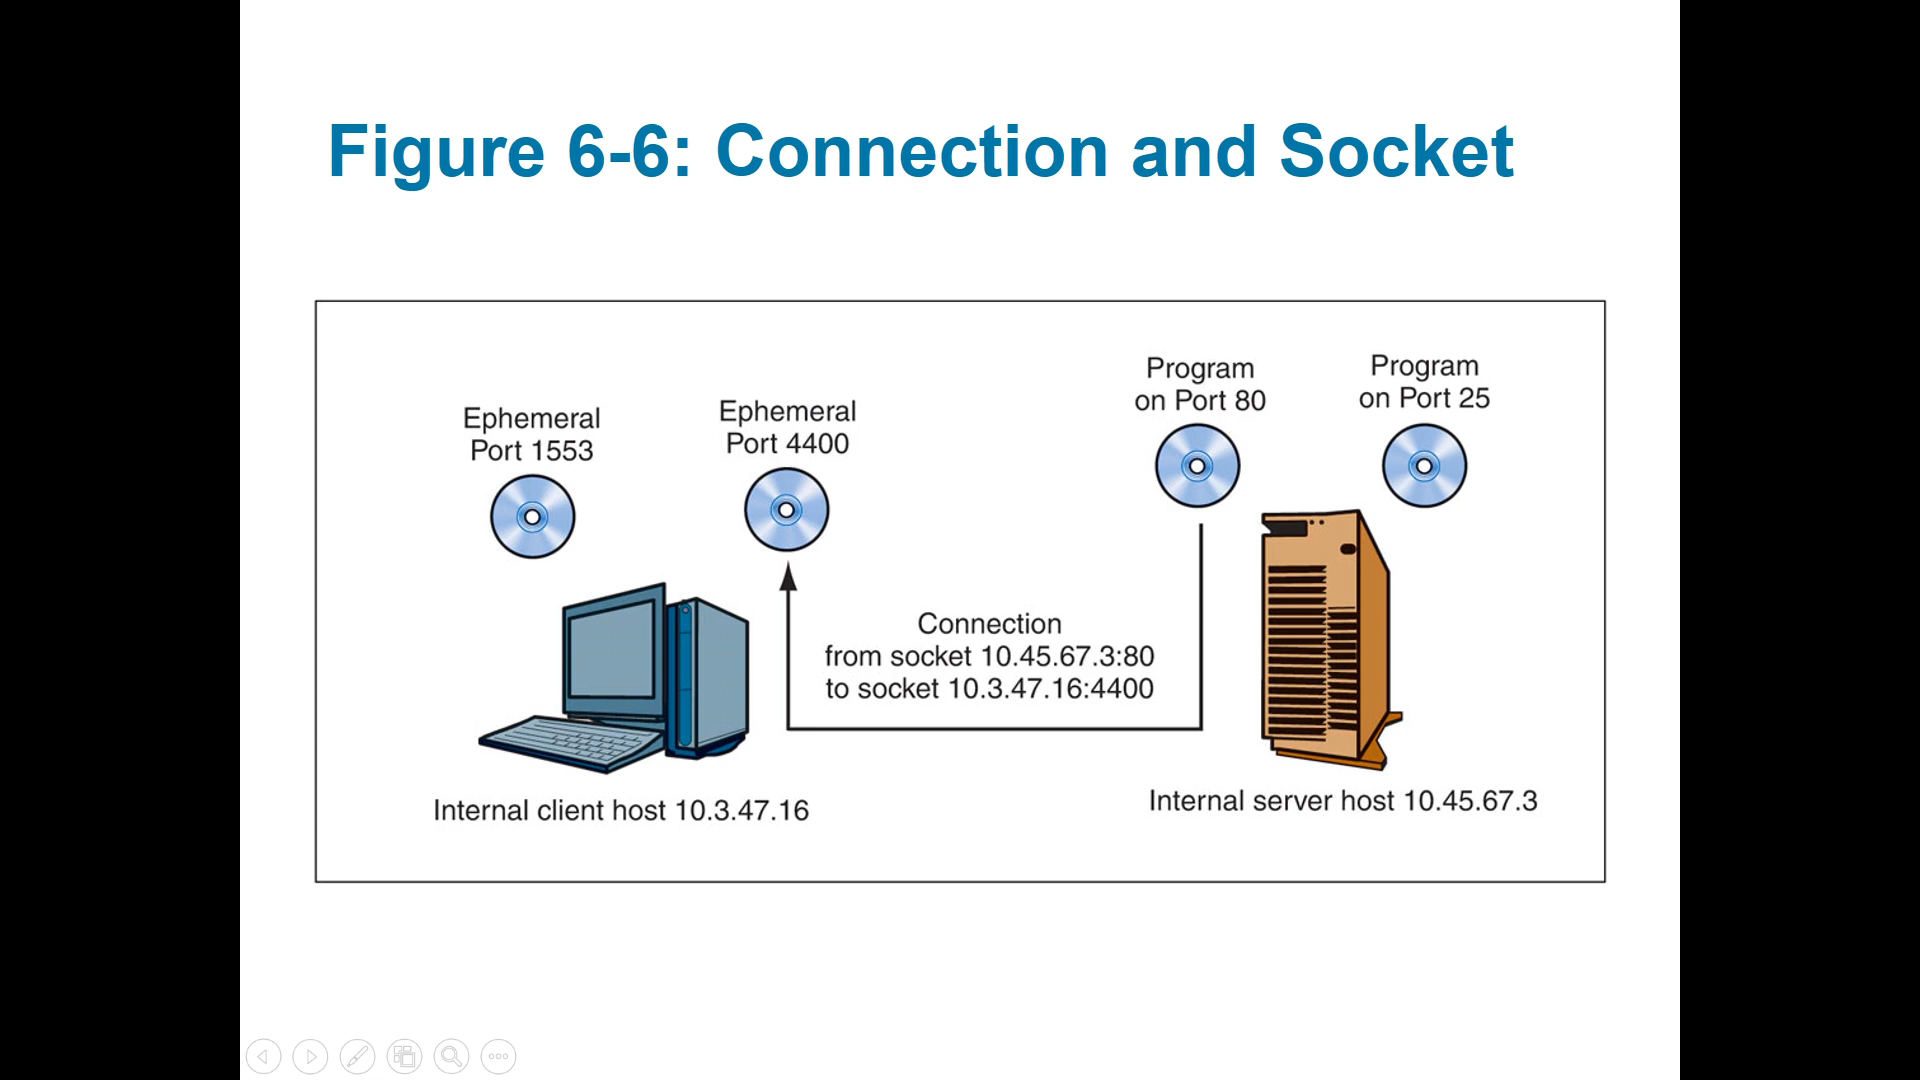 Figure 6-6: Connection and Socket
Ephemeral
Port 1553
Ephemeral
Port 4400
Program
on Port 80
Program
on Port 25
Connection
from socket 10.45.67.3:80
to socket 10.3.47.16:4400
Internal client host 10.3.47.16
Internal server host 10.45.67.3